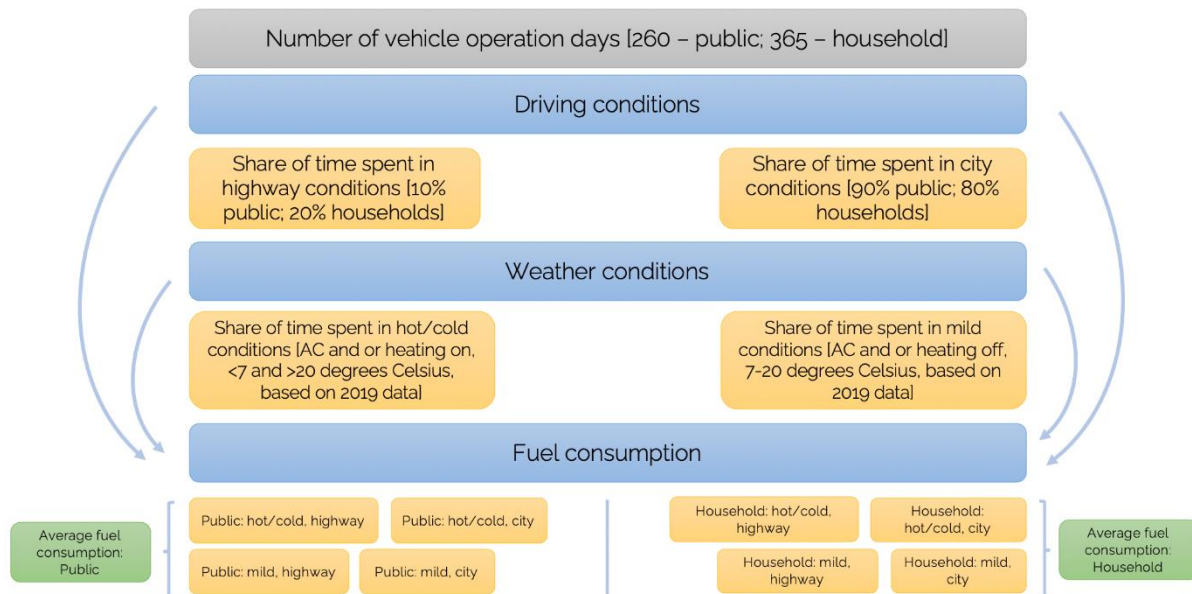 Number of vehicle operation days [260 – public; 365 – household]
Driving conditions
Share of time spent in
highway conditions [10%
public; 20% households]
Share of time spent in city
conditions [90% public; 80%
households]
Weather conditions
Share of time spent in hot/cold
conditions [AC and or heating on,
<7 and >20 degrees Celsius,
based on 2019 data]
Share of time spent in mild
conditions [AC and or heating off,
7-20 degrees Celsius, based on
2019 data]
Fuel consumption
Average fuel
consumption:
Public
Public: hot/cold, highway
Public: hot/cold, city
Public: mild, highway
Public: mild, city
Household: hot/cold,
highway
Household:
hot/cold, city
Household: mild,
highway
Household: mild,
city
Average fuel
consumption:
Household